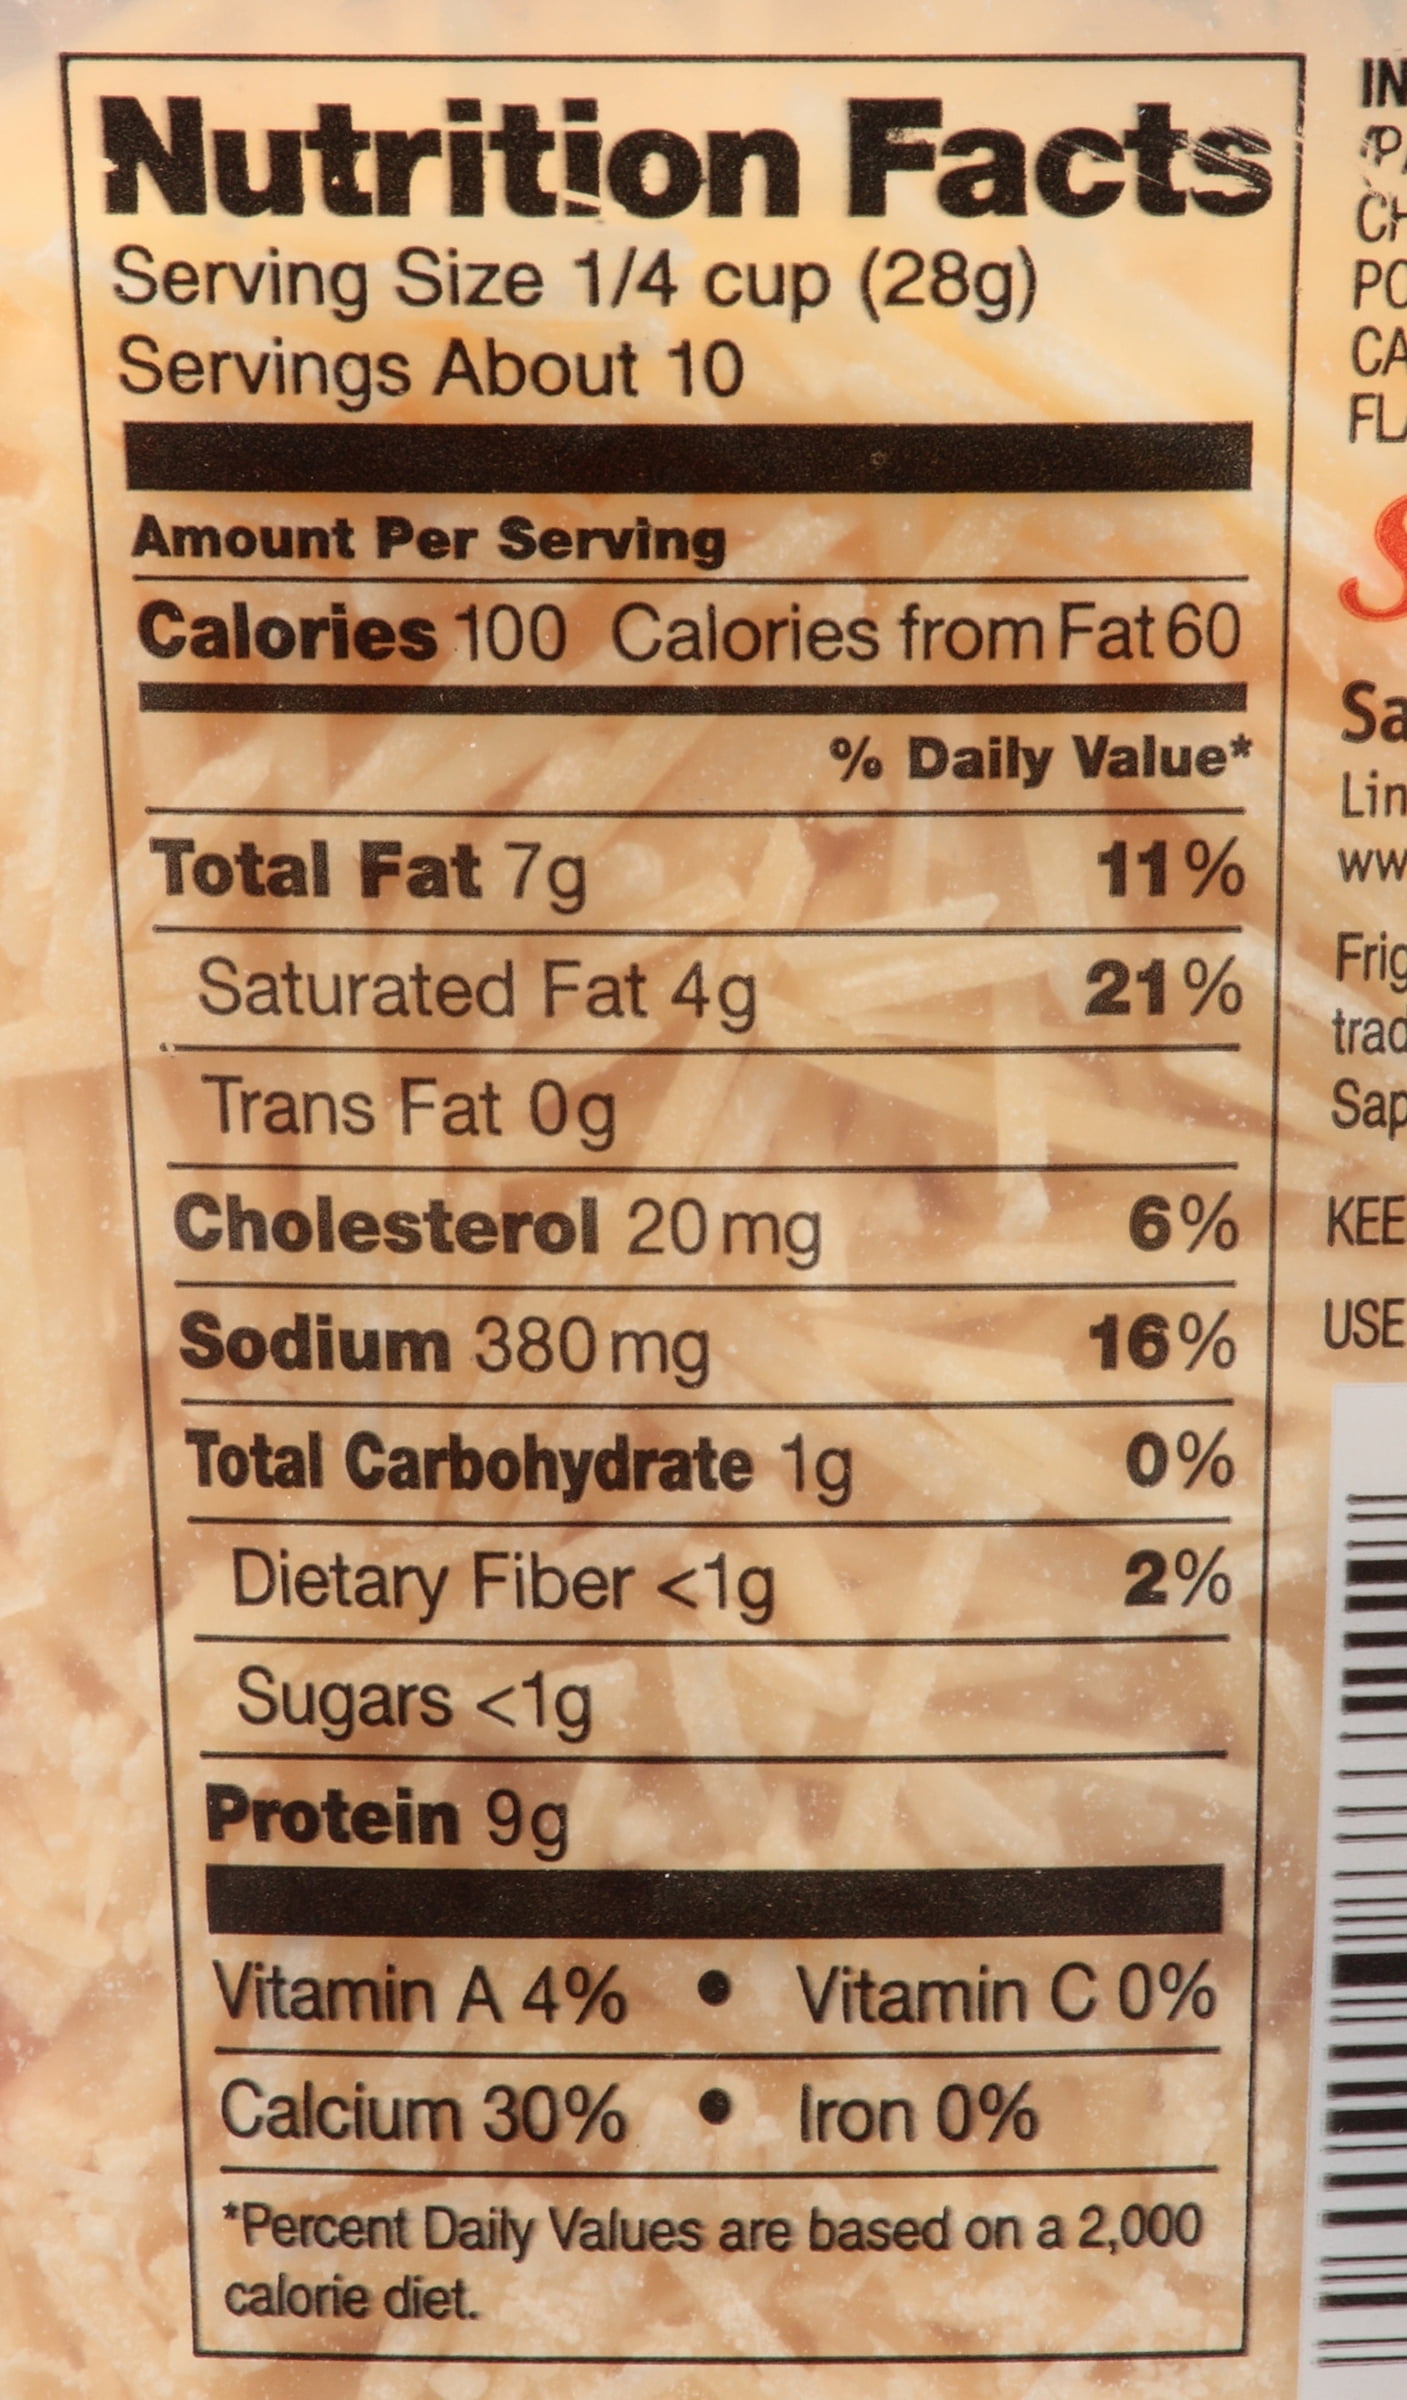 Nutrition Facts
Serving Size 1/4 cup (28g)
Servings About 10
Amount Per Serving
Calories 100 Calories from Fat 60
% Daily Value*
Total Fat 7g 11%
Saturated Fat 4g 21%
Trans Fat 0g
Cholesterol 20mg 6%
Sodium 380mg 16%
Total Carbohydrate 1g 0%
Dietary Fiber <1g 2%
Sugars <1g
Protein 9g
Vitamin A 4% • Vitamin C 0%
Calcium 30% • Iron 0%
*Percent Daily Values are based on a 2,000
calorie diet.
USE